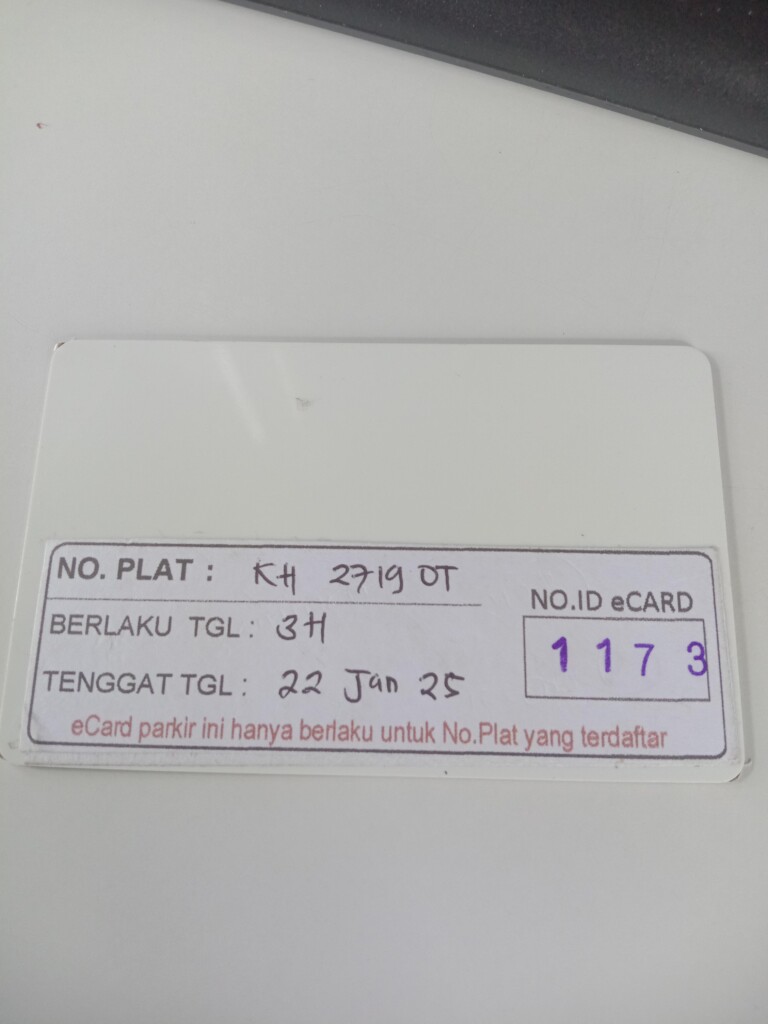 NO. PLAT : KH 2719 OT
NO.ID eCARD
BERLAKU TGL : 3H
1173
TENGGAT TGL : 22 Jan 25
eCard parkir ini hanya berlaku untuk No.Plat yang terdaftar